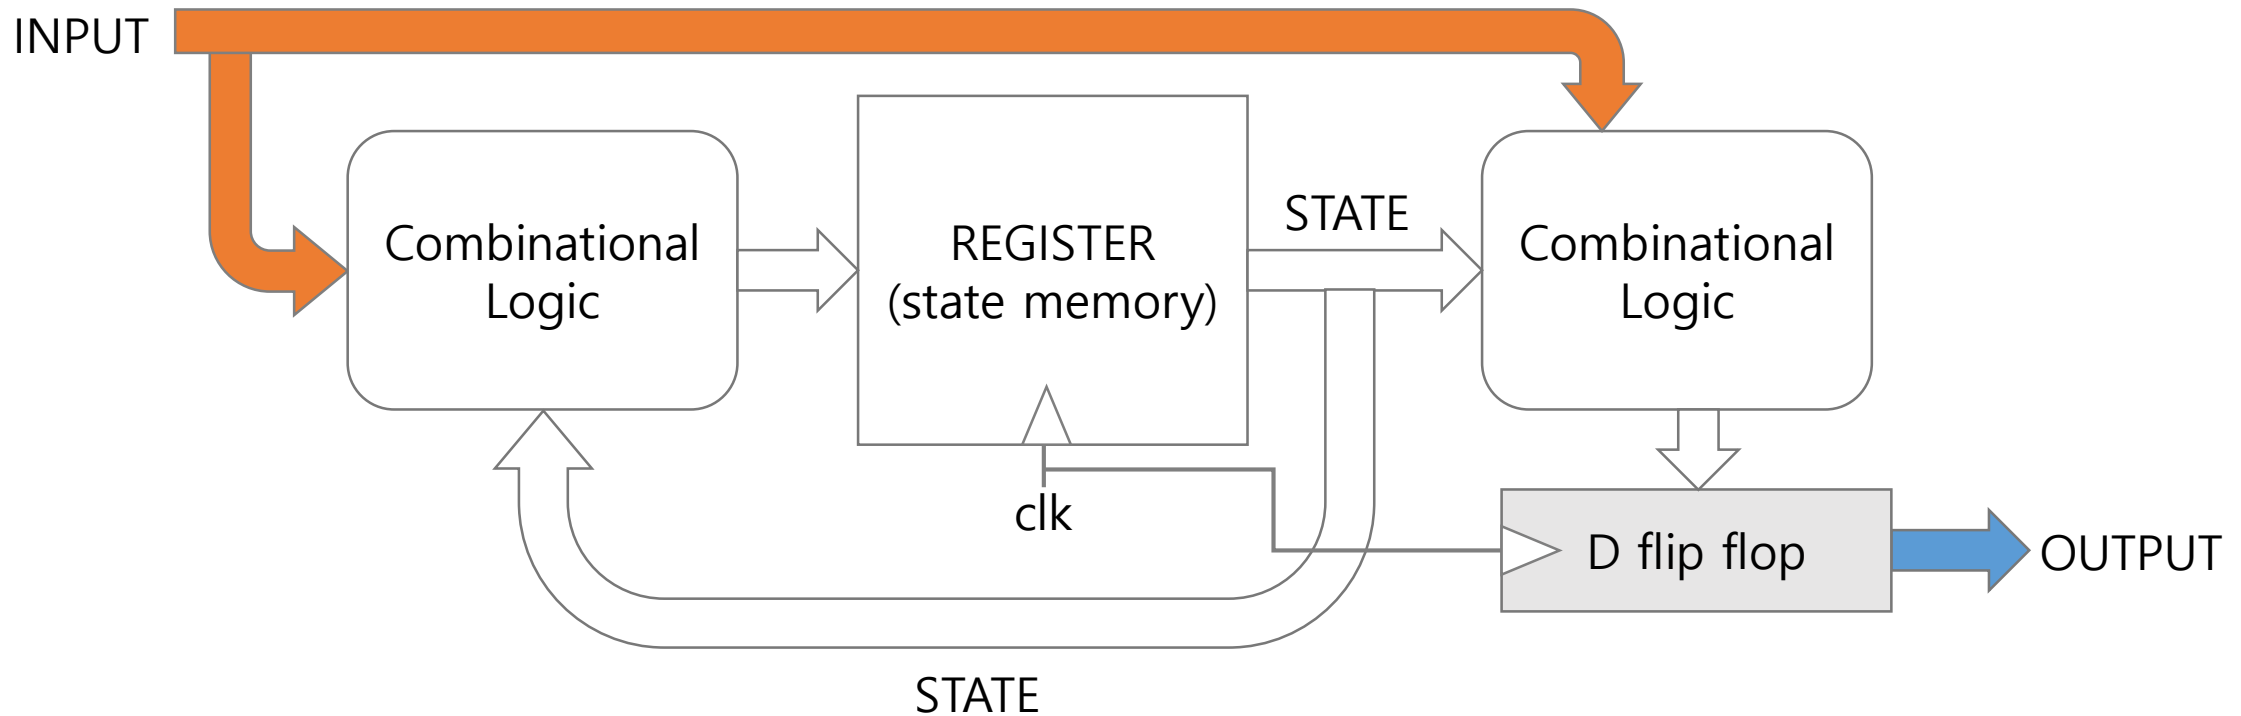 INPUT
Combinational
Logic
REGISTER
(state memory)
clk
STATE
Combinational
Logic
D flip flop
OUTPUT
STATE